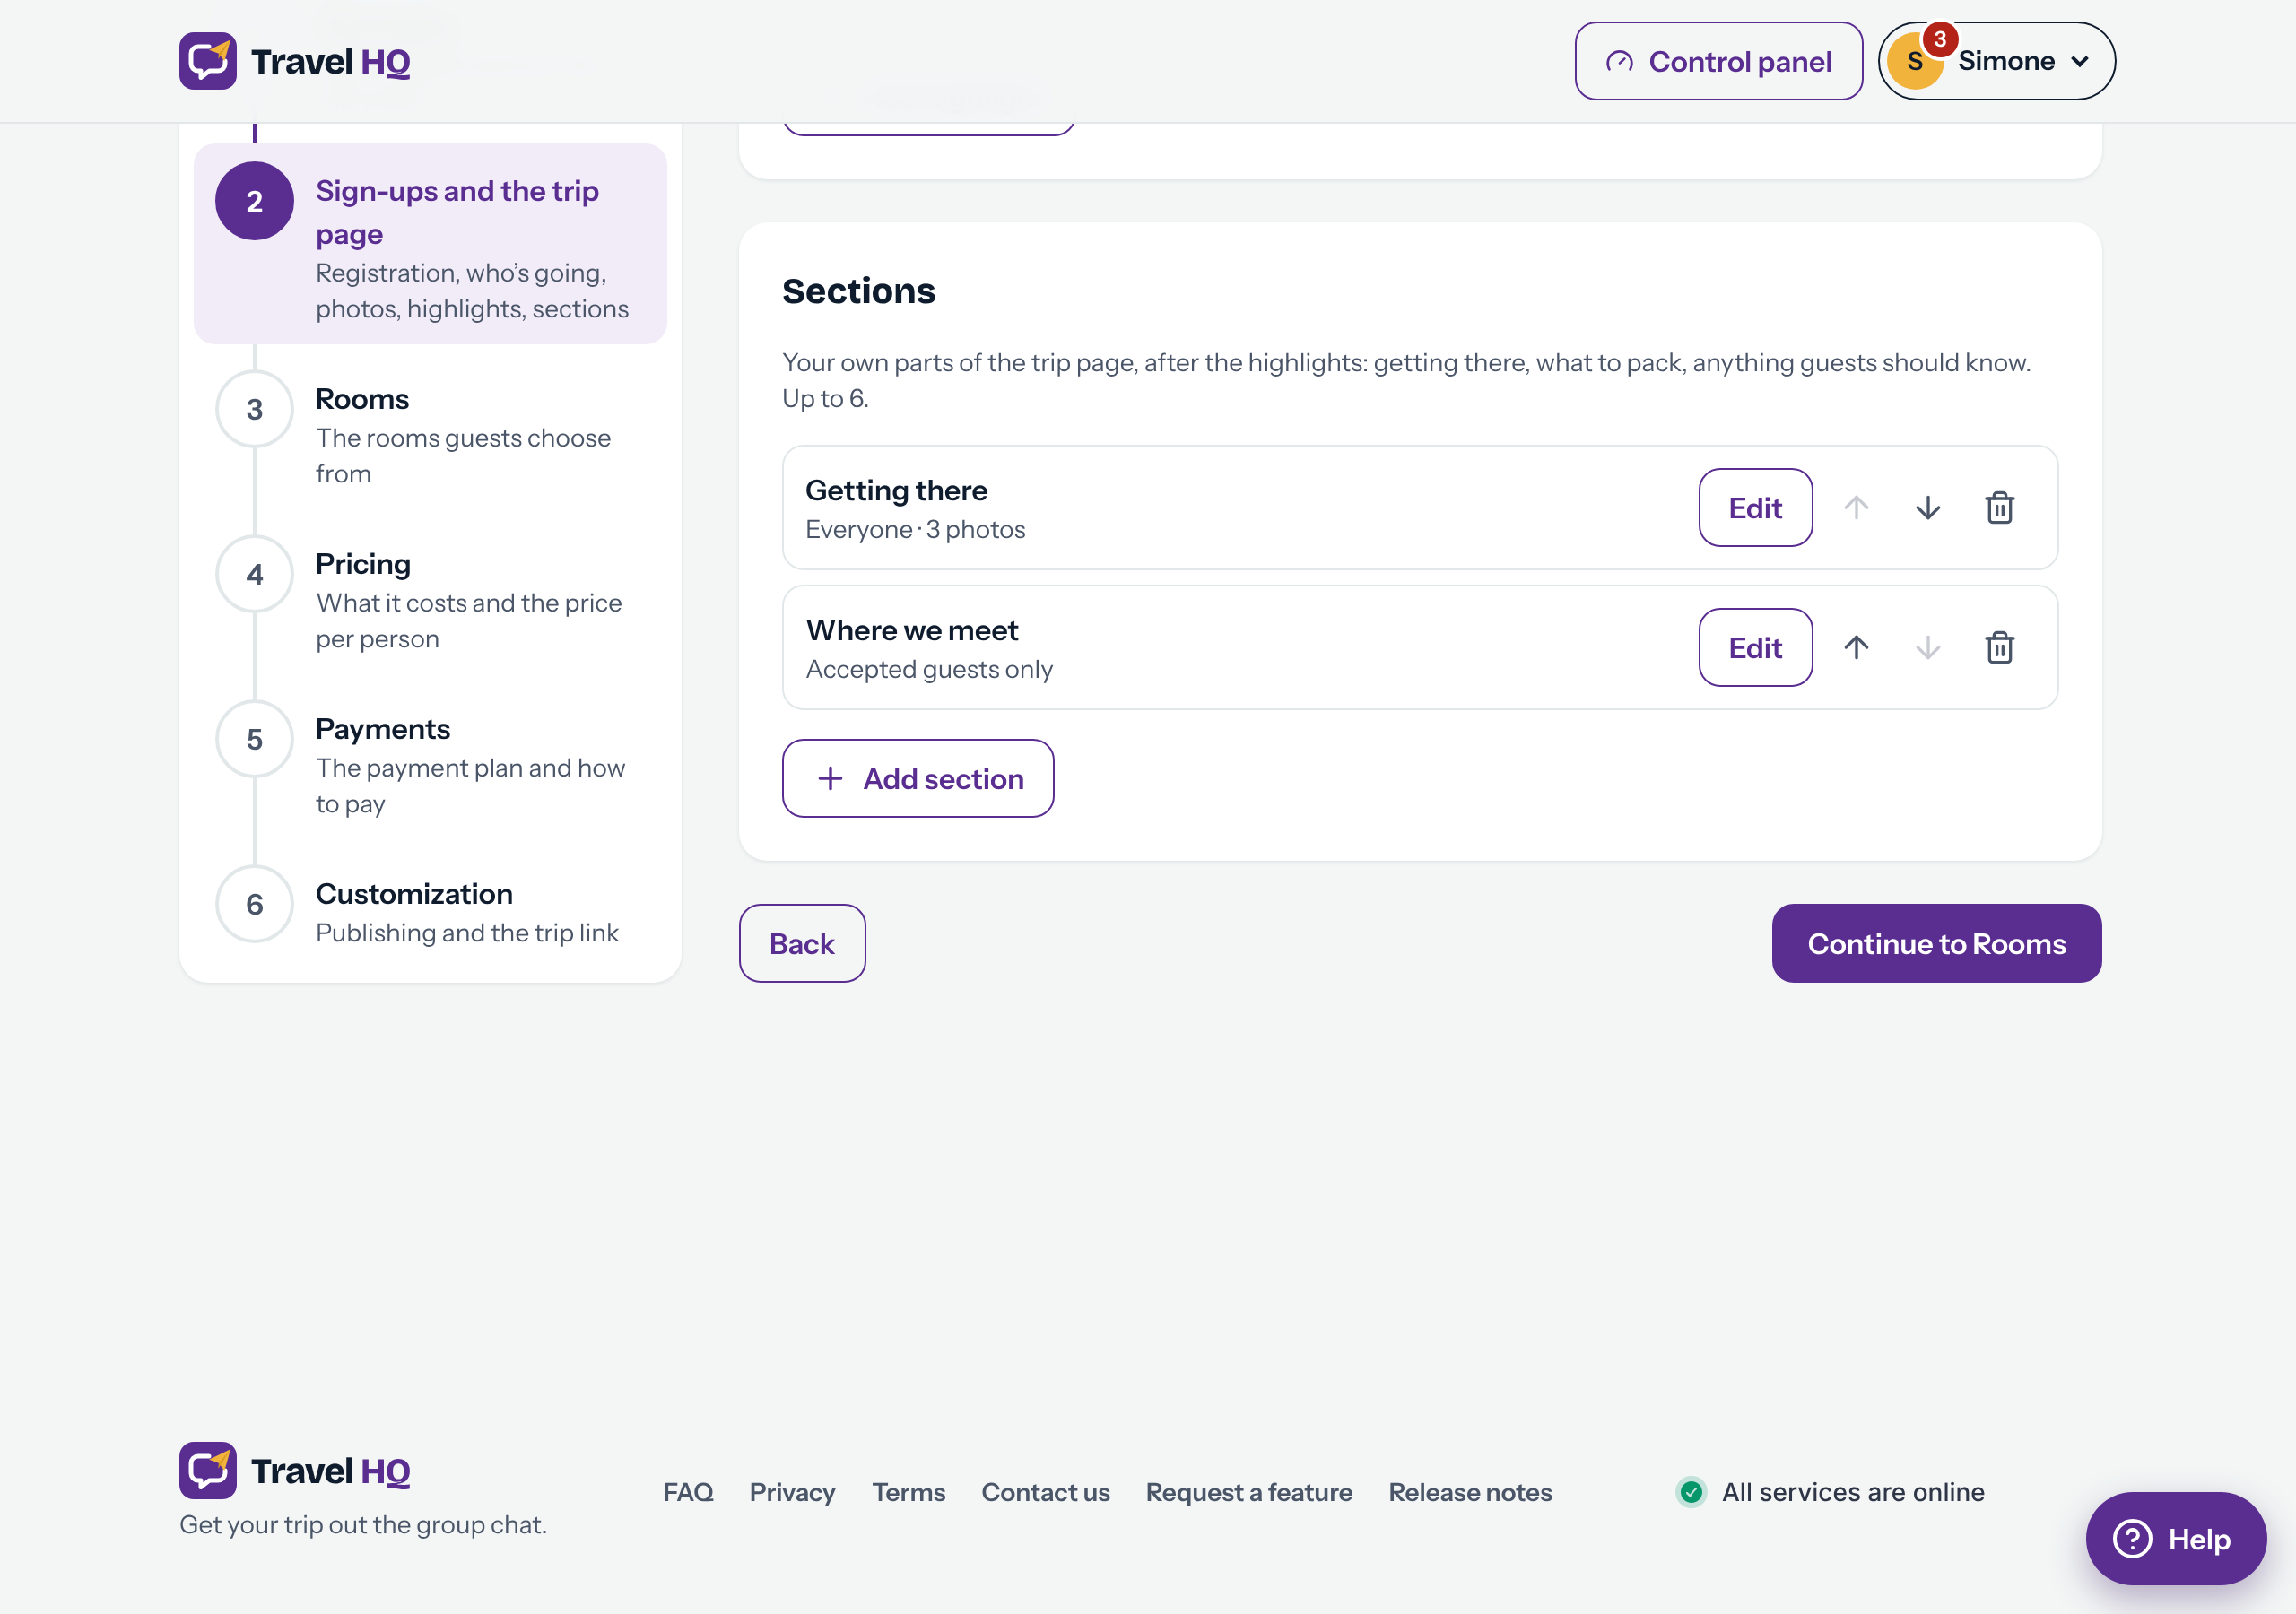 Travel HQ
Control panel
S
3
Simone
2
Sign-ups and the trip
page
Registration, who’s going,
photos, highlights, sections
3
Rooms
The rooms guests choose
from
4
Pricing
What it costs and the price
per person
5
Payments
The payment plan and how
to pay
6
Customization
Publishing and the trip link
Sections
Your own parts of the trip page, after the highlights: getting there, what to pack, anything guests should know.
Up to 6.
Getting there
Everyone · 3 photos
Edit
Where we meet
Accepted guests only
Edit
Add section
Back
Continue to Rooms
Travel HQ
Get your trip out the group chat.
FAQ
Privacy
Terms
Contact us
Request a feature
Release notes
All services are online
Help